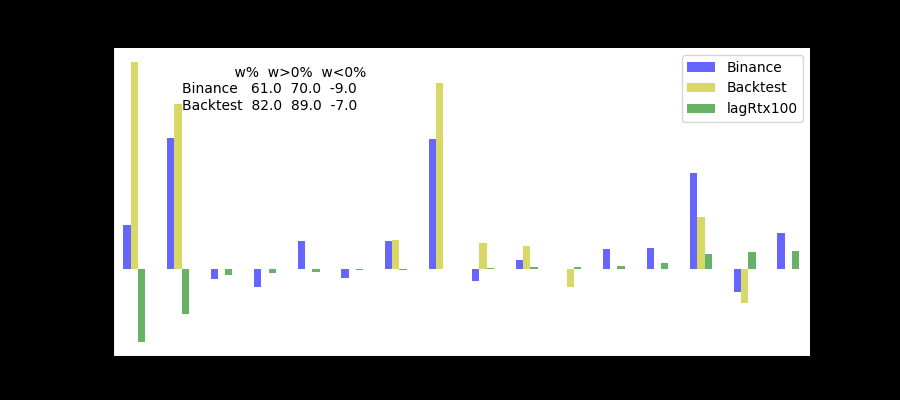 w% w>0% w<0%
Binance 61.0 70.0 -9.0
Backtest 82.0 89.0 -7.0
Binance
Backtest
lagRtx100